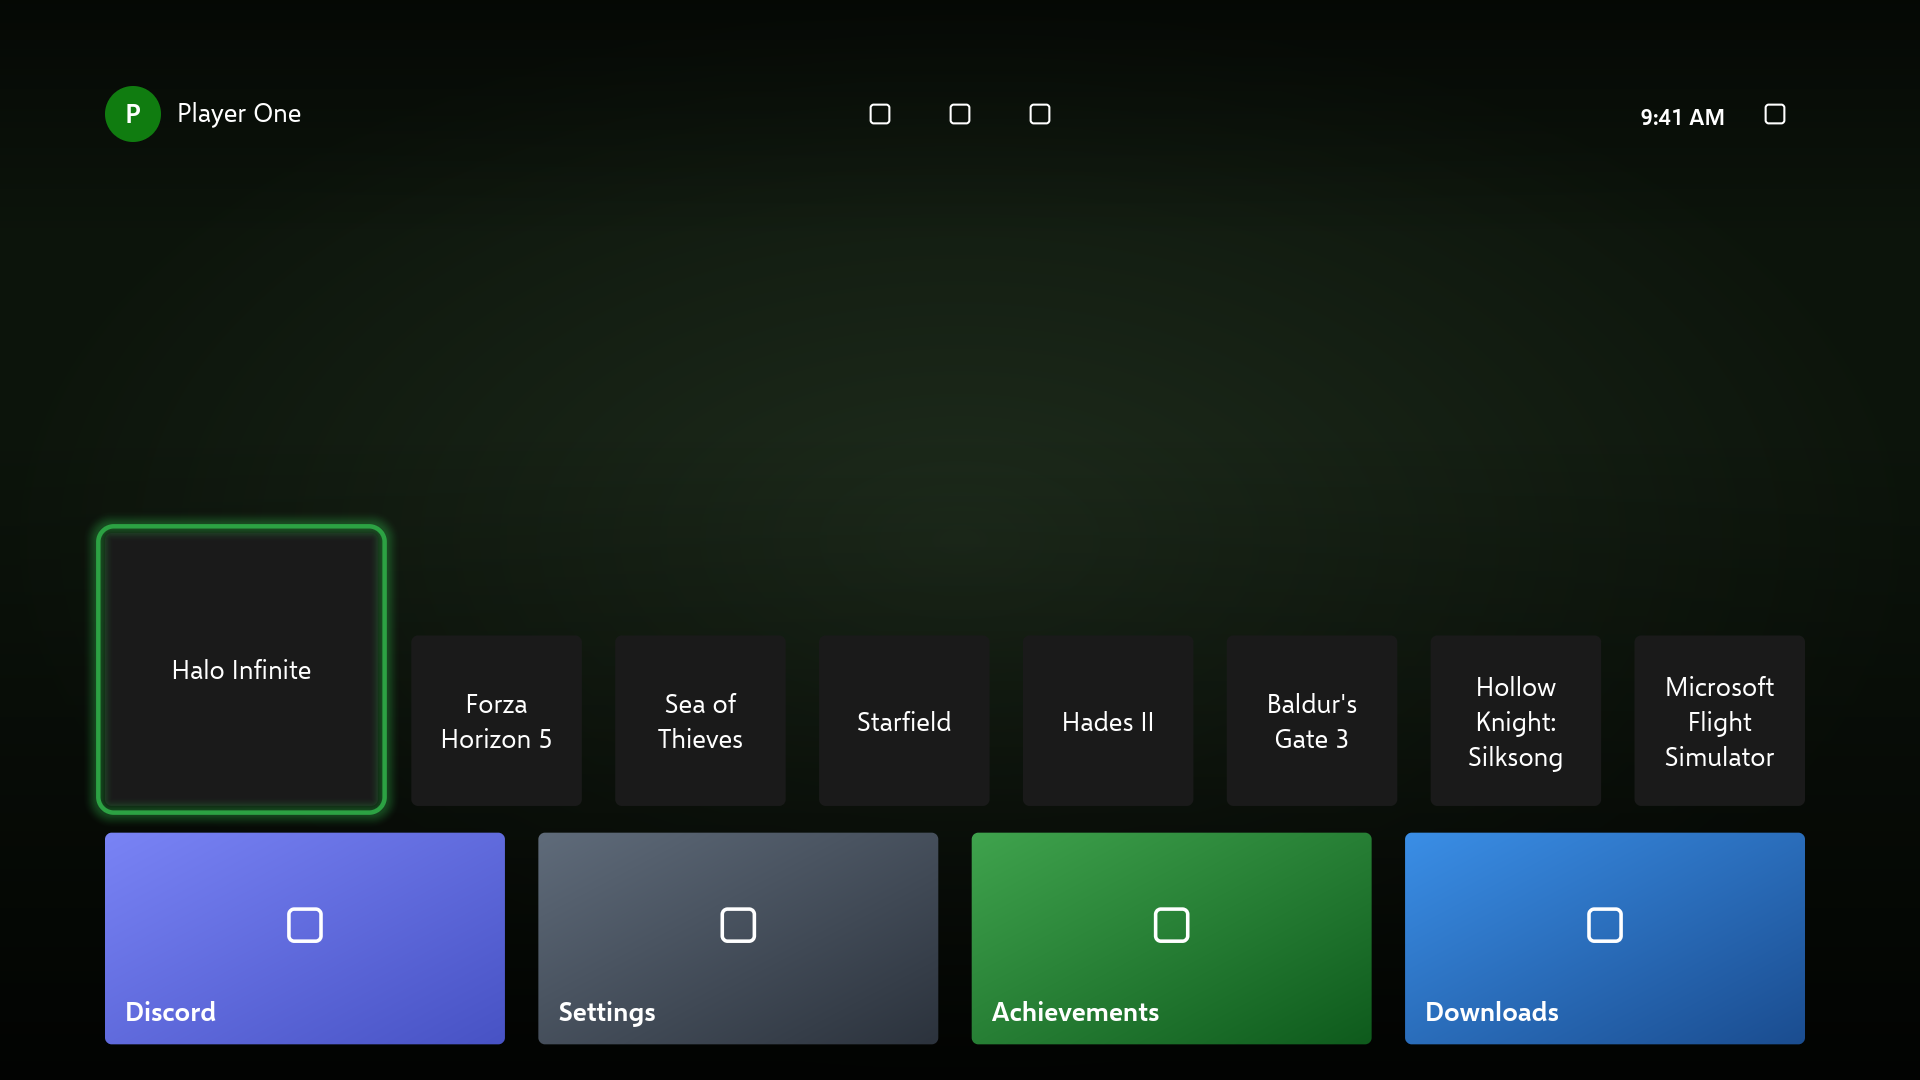 P Player One 9:41 AM
Halo Infinite
Forza
Horizon 5
Sea of
Thieves
Starfield
Hades II
Baldur's
Gate 3
Hollow
Knight:
Silksong
Microsoft
Flight
Simulator
Discord
Settings
Achievements
Downloads